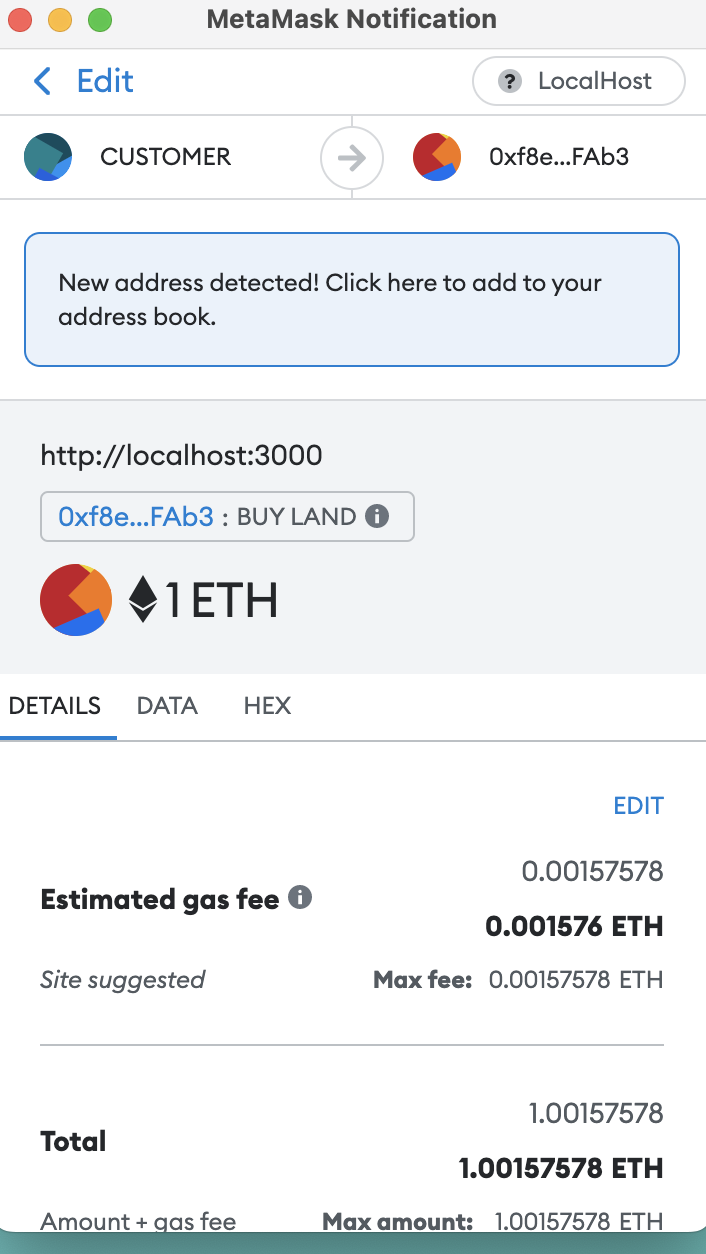 MetaMask Notification
Edit
? LocalHost
CUSTOMER
0xf8e...FAb3
New address detected! Click here to add to your
address book.
http://localhost:3000
0xf8e...FAb3 : BUY LAND
1 ETH
DETAILS DATA HEX
EDIT
0.00157578
Estimated gas fee
0.001576 ETH
Site suggested Max fee: 0.00157578 ETH
1.00157578
Total
1.00157578 ETH
Amount + gas fee Max amount: 1.00157578 ETH